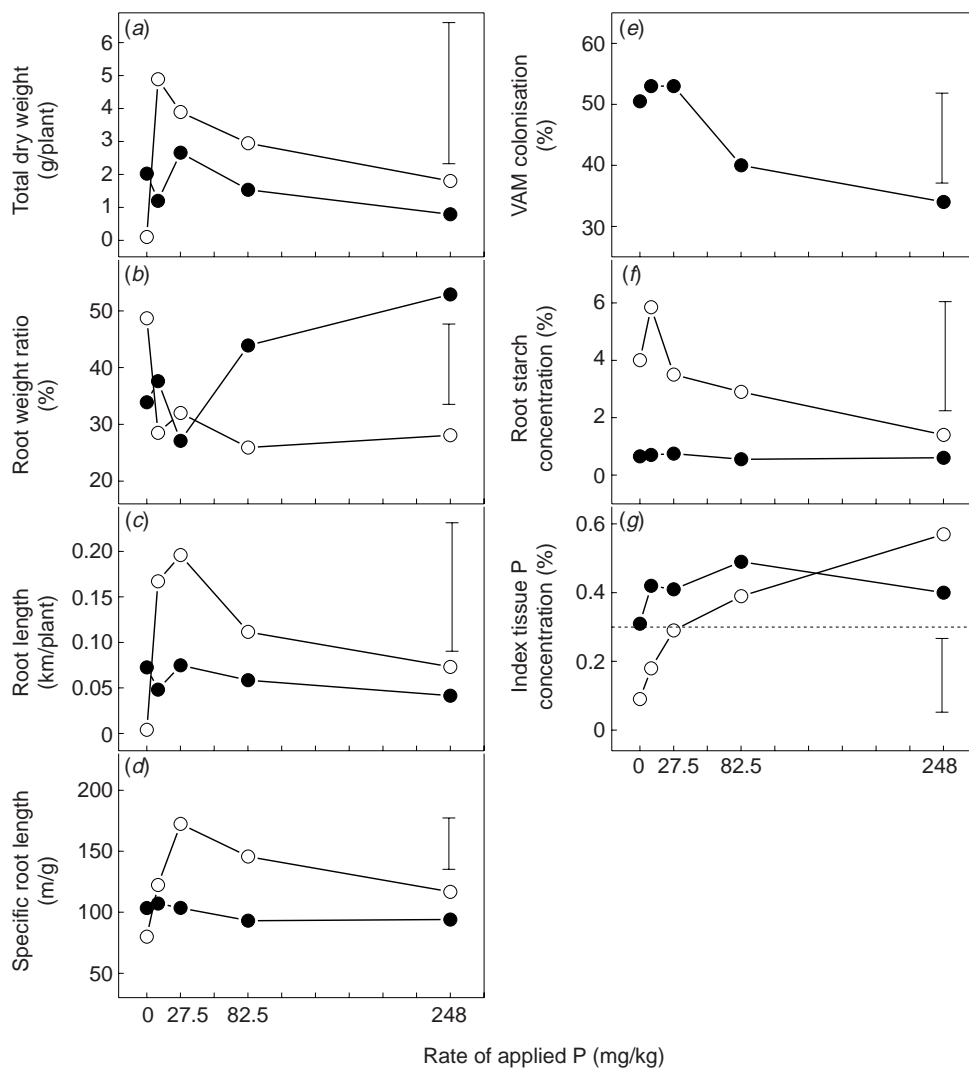 (a)
Total dry weight
(g/plant)
6
5
4
3
2
1
0
(b)
Root weight ratio
(%)
50
40
30
20
(c)
Root length
(km/plant)
0.20
0.15
0.10
0.05
0
(d)
Specific root length
(m/g)
200
150
100
50
0
27.5
82.5
248
(e)
VAM colonisation
(%)
60
50
40
30
(f)
Root starch
concentration (%)
6
4
2
0
(g)
Index tissue P
concentration (%)
0.6
0.4
0.2
0
0
27.5
82.5
248
Rate of applied P (mg/kg)